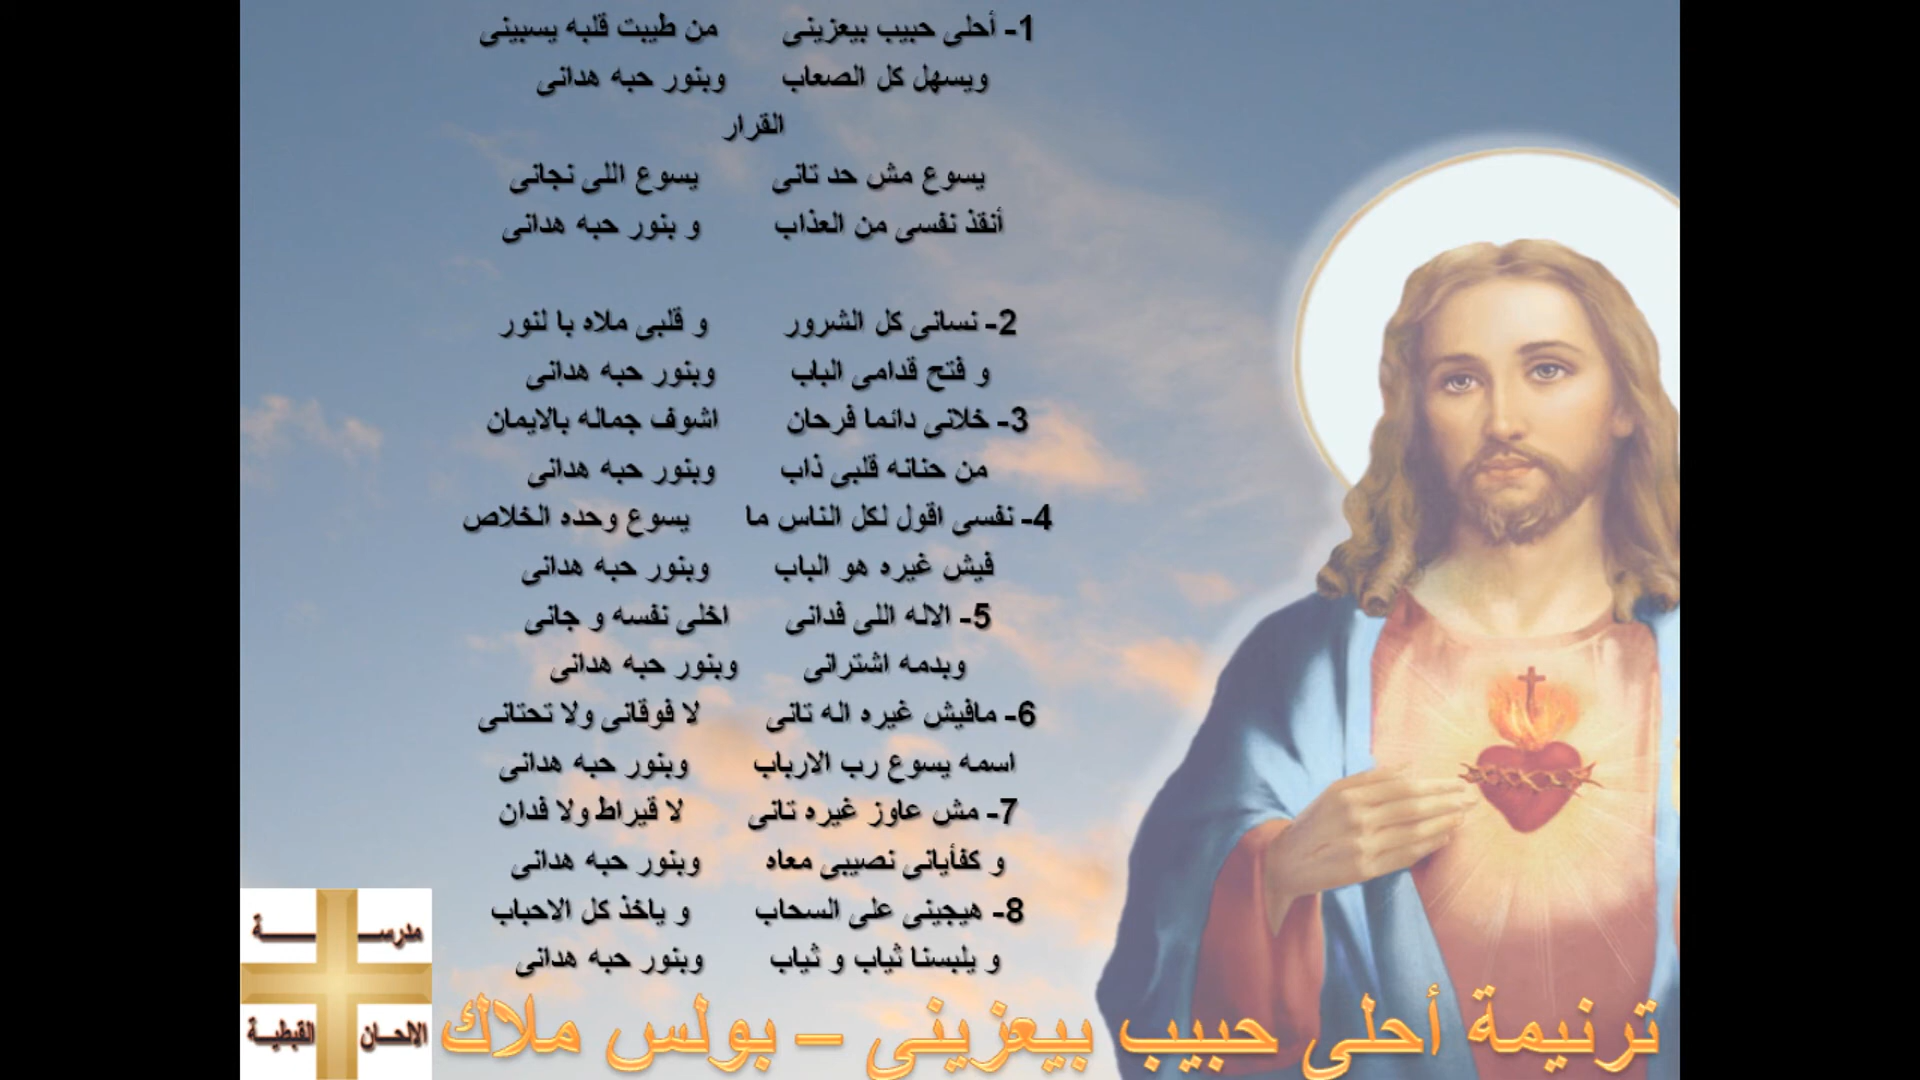 1- أحلى حبيب بيعزينى من طيبت قلبه يسبينى
ويسهل كل الصعاب وبنور حبه هدانى
القرار
يسوع مش حد تانى يسوع اللى نجانى
أنقذ نفسى من العذاب و بنور حبه هدانى
2- نسانى كل الشرور و قلبى ملاه با لنور
و فتح قدامى الباب وبنور حبه هدانى
3- خلانى دائما فرحان اشوف جماله بالايمان
من حنانه قلبى ذاب وبنور حبه هدانى
4- نفسى اقول لكل الناس ما يسوع وحده الخلاص
فيش غيره هو الباب وبنور حبه هدانى
5- الاله اللى فدانى اخلى نفسه و جانى
وبدمه اشترانى وبنور حبه هدانى
6- مافيش غيره اله تانى لا فوقانى ولا تحتانى
اسمه يسوع رب الارباب وبنور حبه هدانى
7- مش عاوز غيره تانى لا قيراط ولا فدان
و كفأيانى نصيبى معاه وبنور حبه هدانى
8- هيجينى على السحاب و ياخذ كل الاحباب
و يلبسنا ثياب و ثياب وبنور حبه هدانى
ترنيمة أحلى حبيب بيعزينى – بولس ملاك
مدرسة
الالحان القبطية